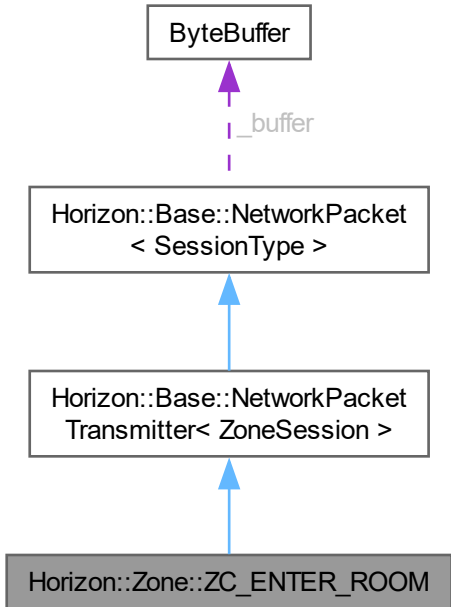 ByteBuffer
_buffer
Horizon::Base::NetworkPacket
< SessionType >
Horizon::Base::NetworkPacket
Transmitter< ZoneSession >
Horizon::Zone::ZC_ENTER_ROOM